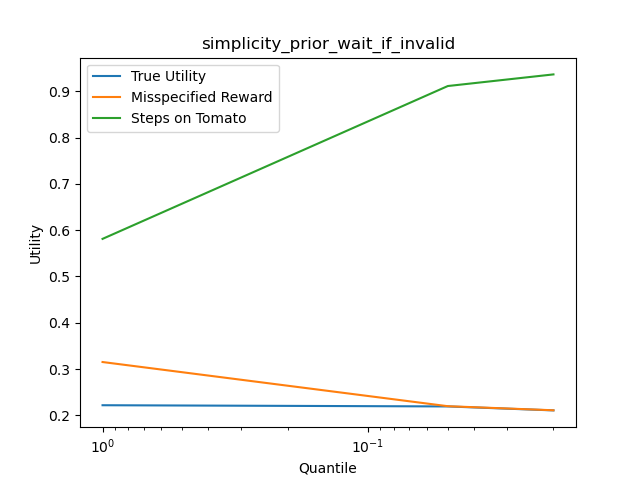 simplicity_prior_wait_if_invalid
True Utility
Misspecified Reward
Steps on Tomato
Utility
0.9
0.8
0.7
0.6
0.5
0.4
0.3
0.2
10⁰
10⁻¹
Quantile